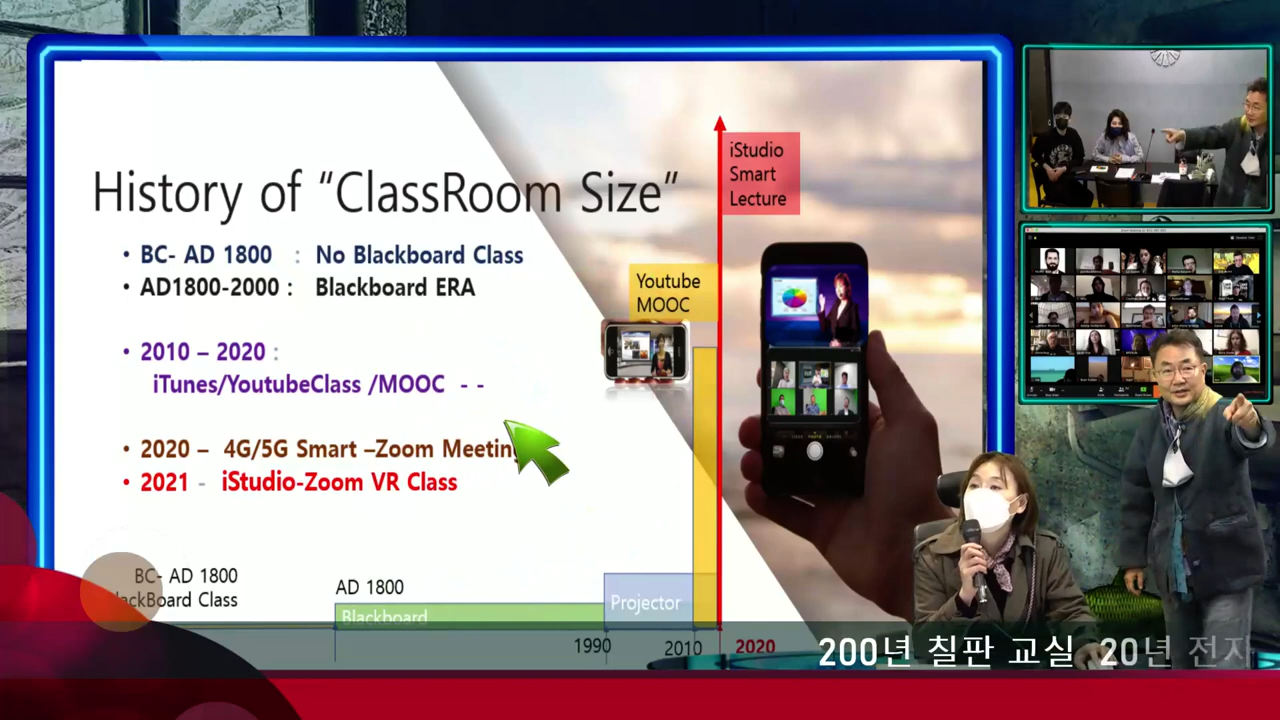 History of “ClassRoom Size”
• BC- AD 1800 : No Blackboard Class
• AD1800-2000 : Blackboard ERA
• 2010 – 2020 :
iTunes/YoutubeClass /MOOC - -
• 2020 – 4G/5G Smart –Zoom Meeting
• 2021 - iStudio-Zoom VR Class
iStudio
Smart
Lecture
Youtube
MOOC
BC- AD 1800
lackBoard Class
AD 1800
Blackboard
Projector
1990
2010
2020
200년 칠판 교실 20년 전자